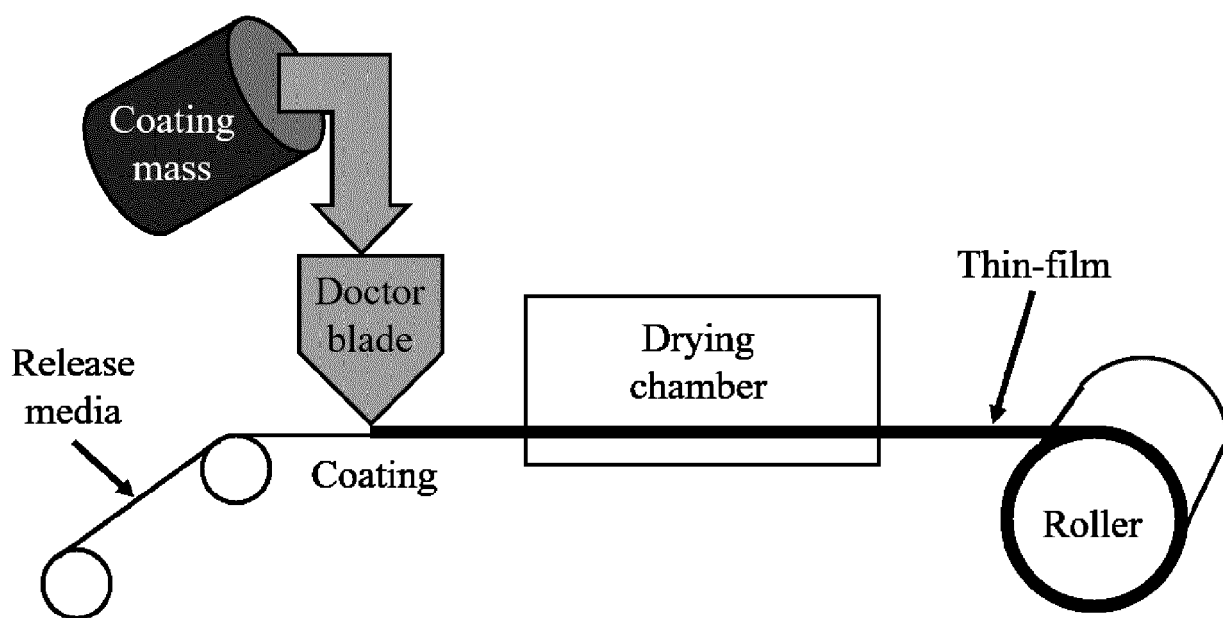 Coating
mass
Doctor
blade
Thin-film
Drying
chamber
Release
media
Coating
Roller